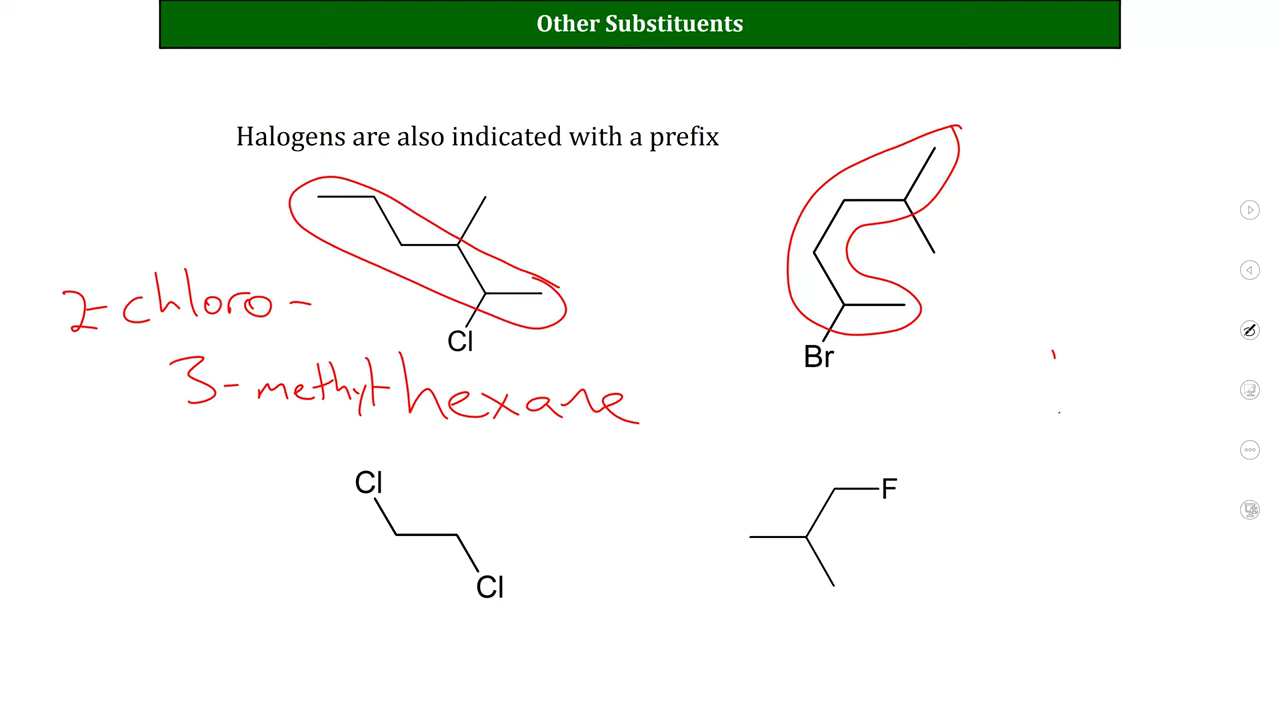 Other Substituents
Halogens are also indicated with a prefix
2-chloro-
3-methylhexane
Cl
Br
Cl
Cl
F